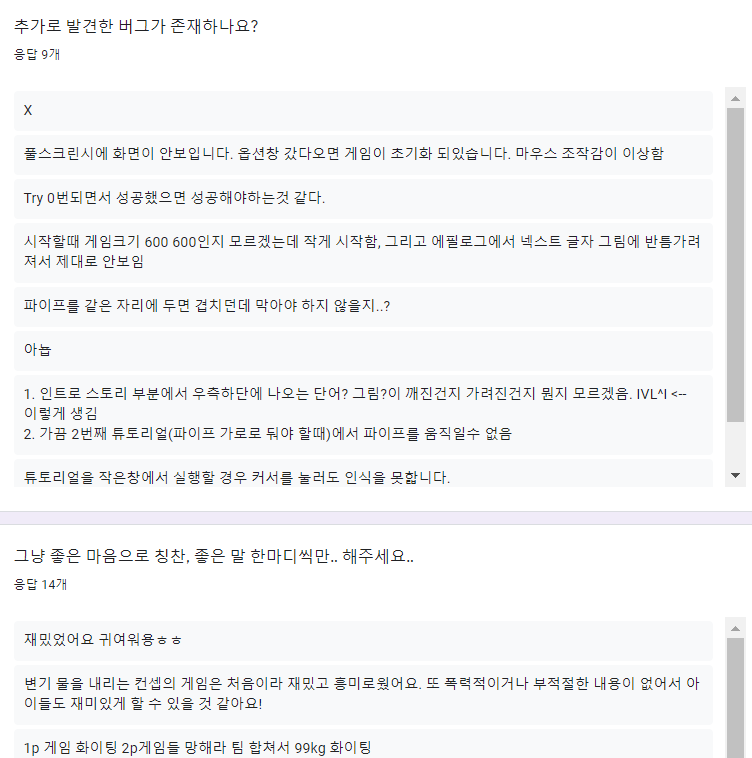 추가로 발견한 버그가 존재하나요?
응답 9개
X
풀스크린시에 화면이 안보입니다. 옵션창 갔다오면 게임이 초기화 되있습니다. 마우스 조작감이 이상함
Try 0번되면서 성공했으면 성공해야하는것 같다.
시작할때 게임크기 600 600인지 모르겠는데 작게 시작함, 그리고 에필로그에서 넥스트 글자 그림에 반틈가려
져서 제대로 안보임
파이프를 같은 자리에 두면 겹치던데 막아야 하지 않을지..?
아뇹
1. 인트로 스토리 부분에서 우측하단에 나오는 단어? 그림?이 깨진건지 가려진건지 뭔지 모르겠음. IVL^I <--
이렇게 생김
2. 가끔 2번째 튜토리얼(파이프 가로로 둬야 할때)에서 파이프를 움직일수 없음
튜토리얼을 작은창에서 실행할 경우 커서를 눌러도 인식을 못핣니다.
그냥 좋은 마음으로 칭찬, 좋은 말 한마디씩만.. 해주세요..
응답 14개
재밌었어요 귀여워용ㅎㅎ
변기 물을 내리는 컨셉의 게임은 처음이라 재밌고 흥미로웠어요. 또 폭력적이거나 부적절한 내용이 없어서 아
이들도 재미있게 할 수 있을 것 같아요!
1p 게임 화이팅 2p게임들 망해라 팀 합쳐서 99kg 화이팅